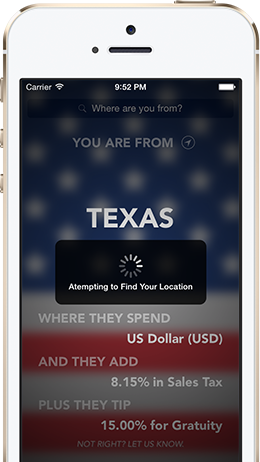 Carrier 9:52 PM
Where are you from?
YOU ARE FROM
TEXAS
Atempting to Find Your Location
WHERE THEY SPEND
US Dollar (USD)
AND THEY ADD
8.15% in Sales Tax
PLUS THEY TIP
15.00% for Gratuity
NOT RIGHT? LET US KNOW.